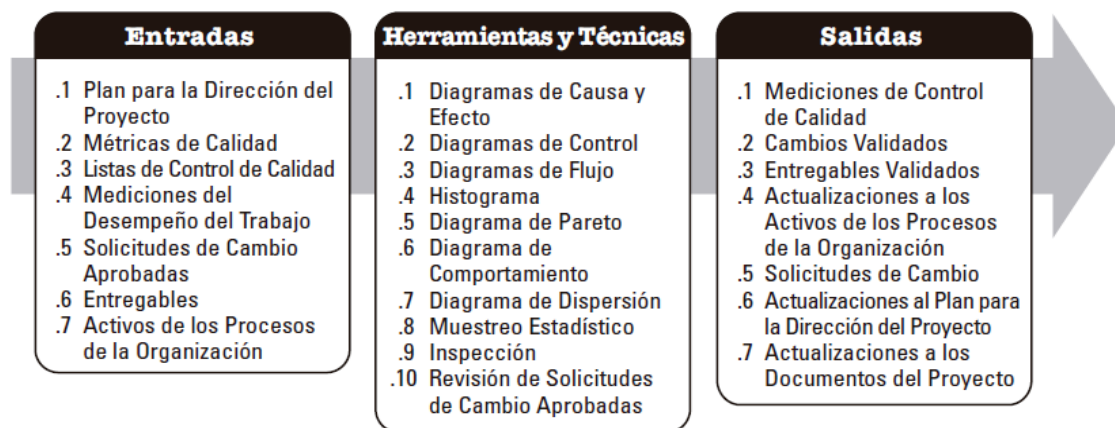 Entradas
.1 Plan para la Dirección del
Proyecto
.2 Métricas de Calidad
.3 Listas de Control de Calidad
.4 Mediciones del
Desempeño del Trabajo
.5 Solicitudes de Cambio
Aprobadas
.6 Entregables
.7 Activos de los Procesos
de la Organización
Herramientas y Técnicas
.1 Diagramas de Causa y
Efecto
.2 Diagramas de Control
.3 Diagramas de Flujo
.4 Histograma
.5 Diagrama de Pareto
.6 Diagrama de
Comportamiento
.7 Diagrama de Dispersión
.8 Muestreo Estadístico
.9 Inspección
.10 Revisión de Solicitudes
de Cambio Aprobadas
Salidas
.1 Mediciones de Control
de Calidad
.2 Cambios Validados
.3 Entregables Validados
.4 Actualizaciones a los
Activos de los Procesos
de la Organización
.5 Solicitudes de Cambio
.6 Actualizaciones al Plan para
la Dirección del Proyecto
.7 Actualizaciones a los
Documentos del Proyecto